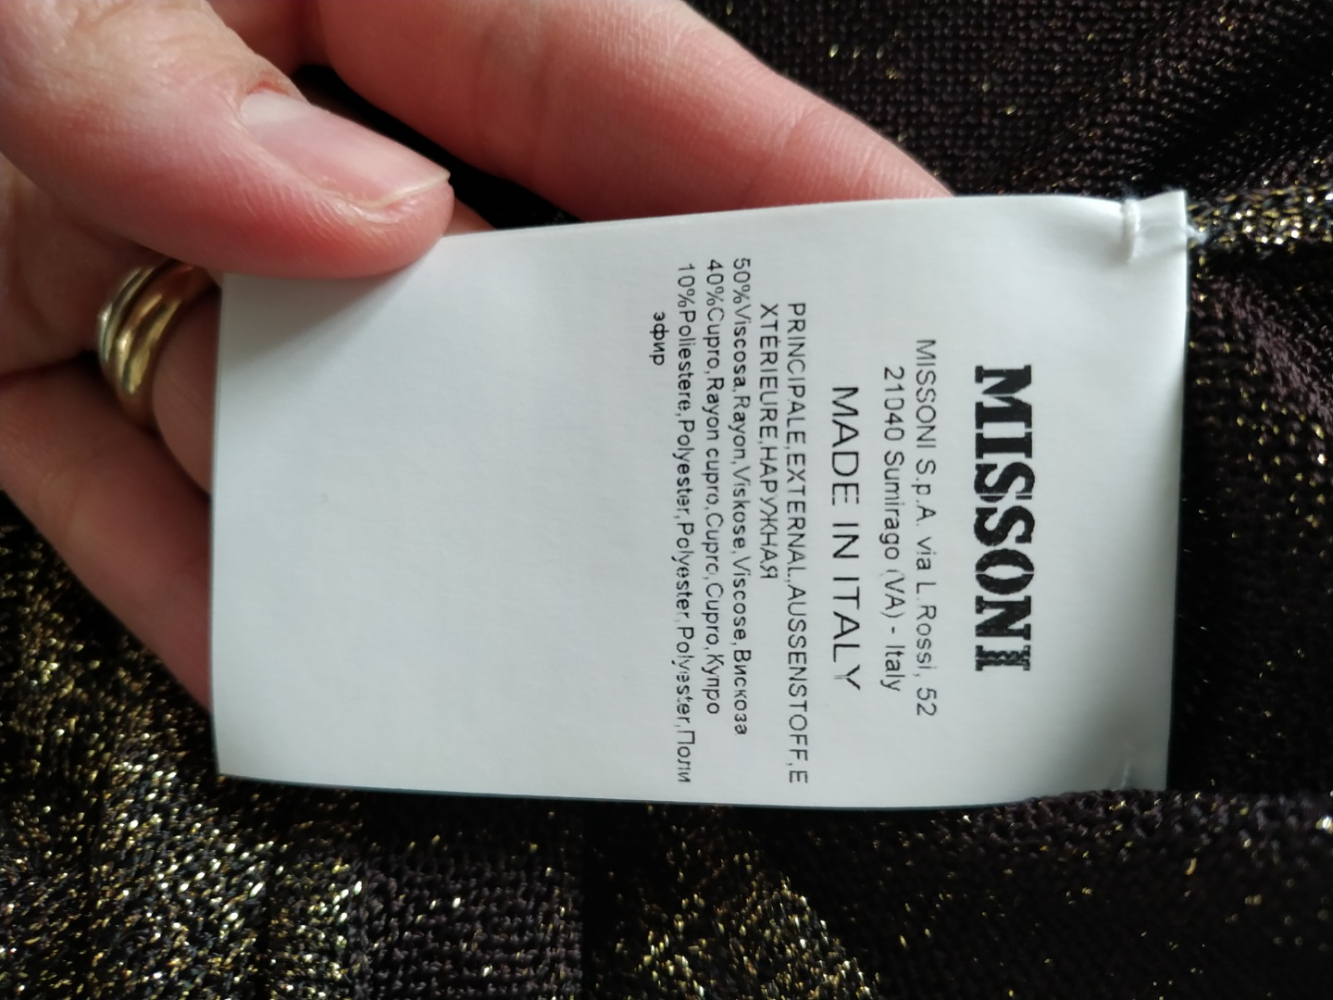 MISSONI
MISSONI S.p.A. via L.Rossi, 52
21040 Sumirago (VA) - Italy
MADE IN ITALY
PRINCIPALE,EXTERNAL,AUSSENSTOFF,E
XTÉRIEURE,НАРУЖНАЯ
50%Viscosa,Rayon,Viskose,Viscose,Вискоза
40%Cupro,Rayon cupro,Cupro,Cupro,Купро
10%Poliestere,Polyester,Polyester,Polyester,Поли
эфир